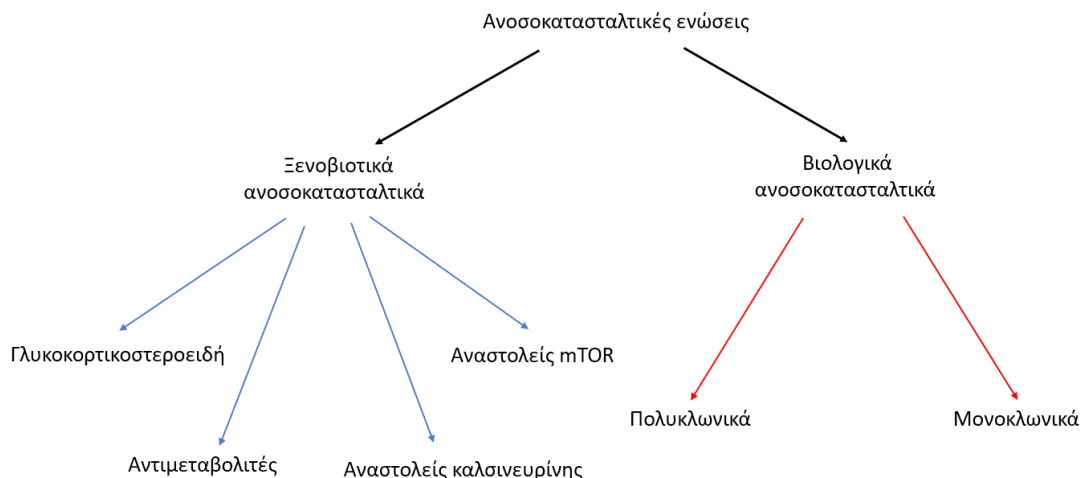 Ανοσοκατασταλτικές ενώσεις
Ξενοβιοτικά
ανοσοκατασταλτικά
Βιολογικά
ανοσοκατασταλτικά
Γλυκοκορτικοστεροειδή
Αναστολείς mTOR
Πολυκλωνικά
Μονοκλωνικά
Αντιμεταβολιτές
Αναστολείς καλσινευρίνης